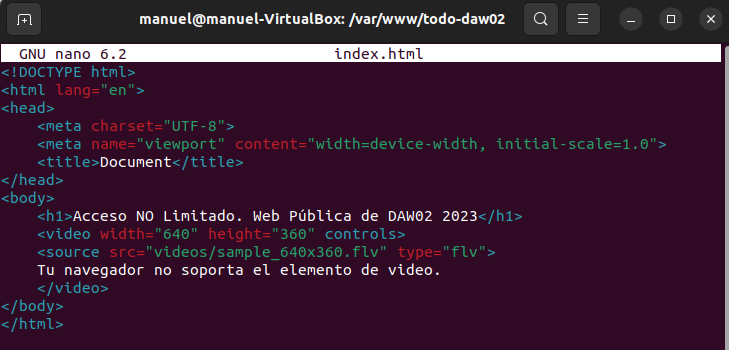 manuel@manuel-VirtualBox: /var/www/todo-daw02
GNU nano 6.2 index.html
<!DOCTYPE html>
<html lang="en">
<head>
    <meta charset="UTF-8">
    <meta name="viewport" content="width=device-width, initial-scale=1.0">
    <title>Document</title>
</head>
<body>
    <h1>Acceso NO Limitado. Web Pública de DAW02 2023</h1>
    <video width="640" height="360" controls>
    <source src="videos/sample_640x360.flv" type="flv">
    Tu navegador no soporta el elemento de video.
    </video>
</body>
</html>